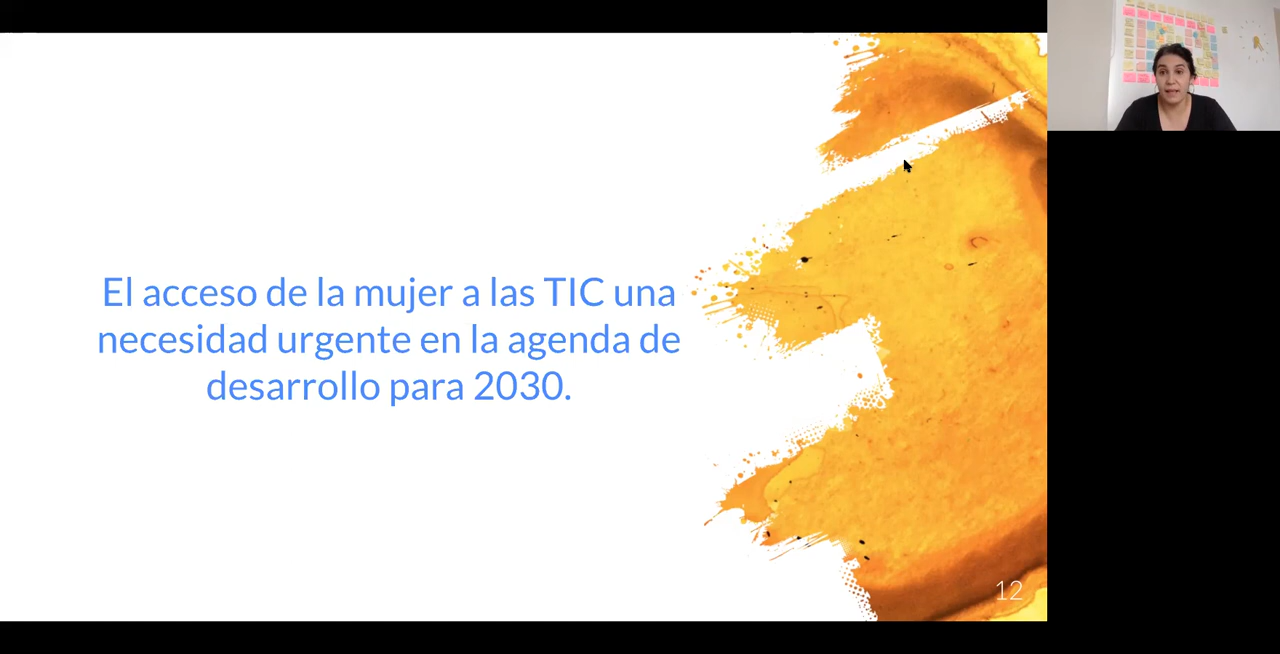 El acceso de la mujer a las TIC una
necesidad urgente en la agenda de
desarrollo para 2030.
12